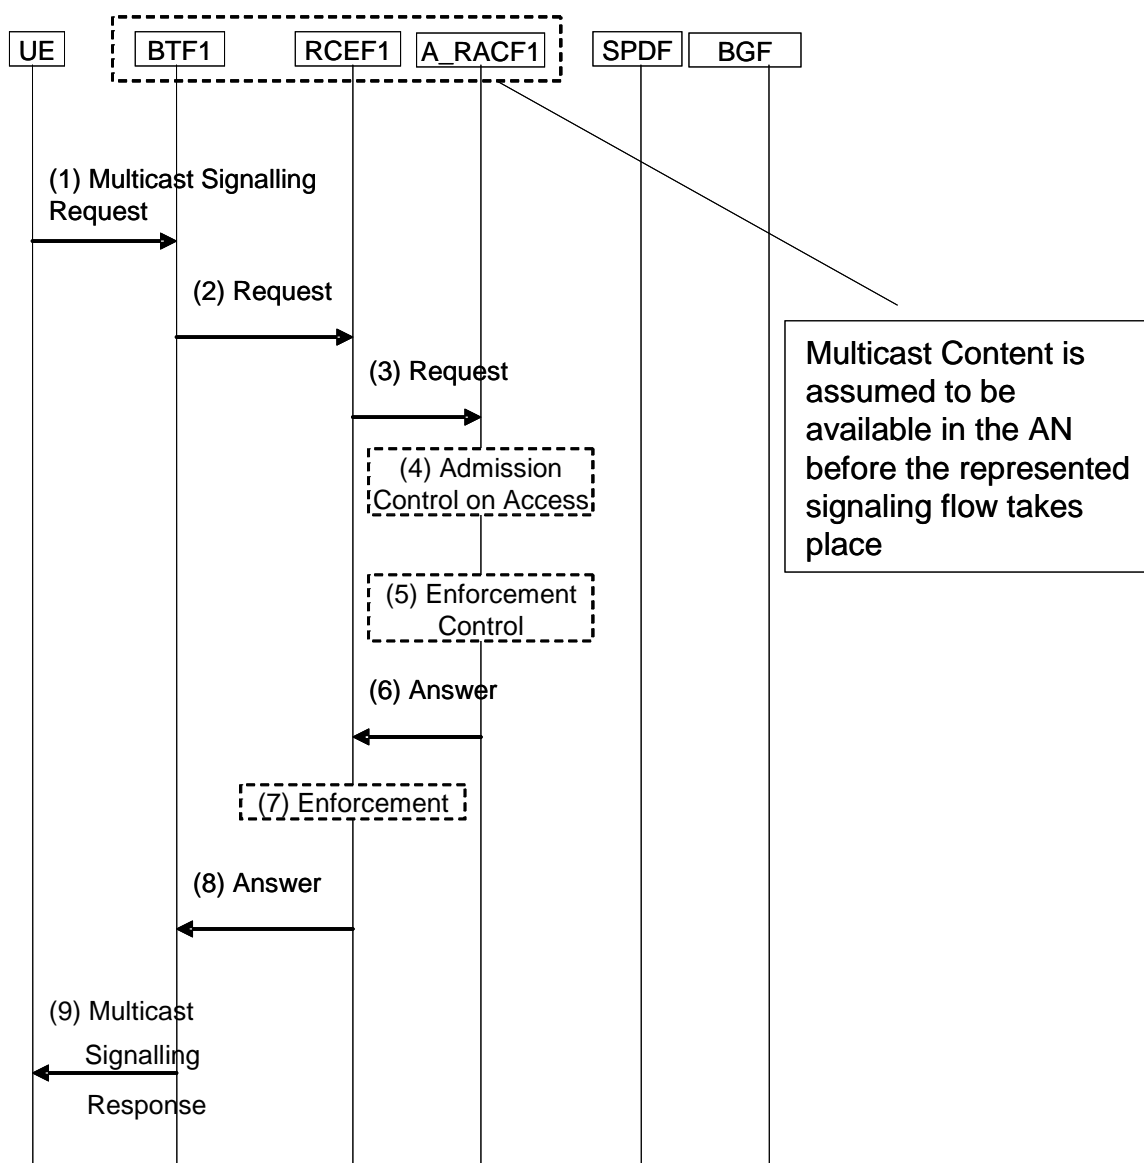 UE
BTF1
RCEF1
A_RACF1
SPDF
BGF
(1) Multicast Signalling
Request
(2) Request
(3) Request
(4) Admission
Control on Access
(5) Enforcement
Control
(6) Answer
(7) Enforcement
(8) Answer
(9) Multicast
Signalling
Response
Multicast Content is
assumed to be
available in the AN
before the represented
signaling flow takes
place